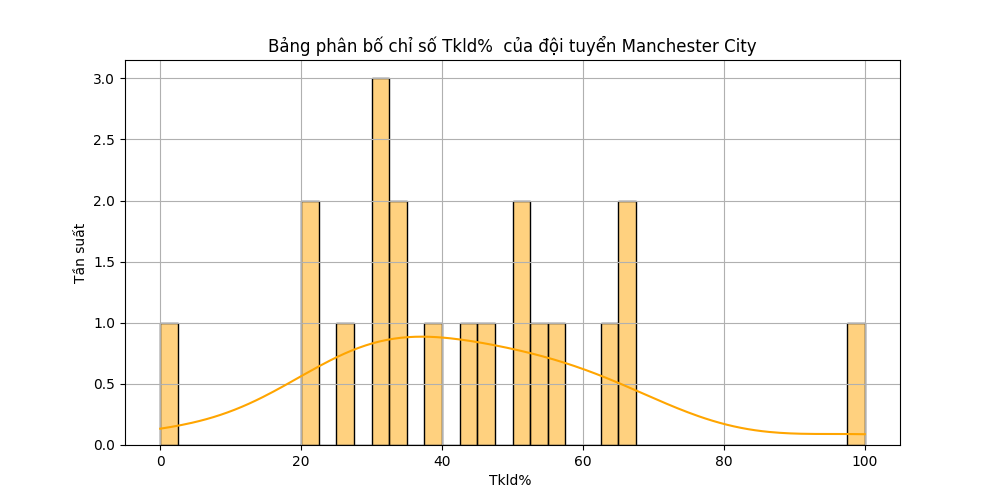 Bảng phân bố chỉ số Tkld%  của đội tuyển Manchester City
3.0
2.5
2.0
1.5
1.0
0.5
0.0
Tần suất
0 20 40 60 80 100
Tkld%